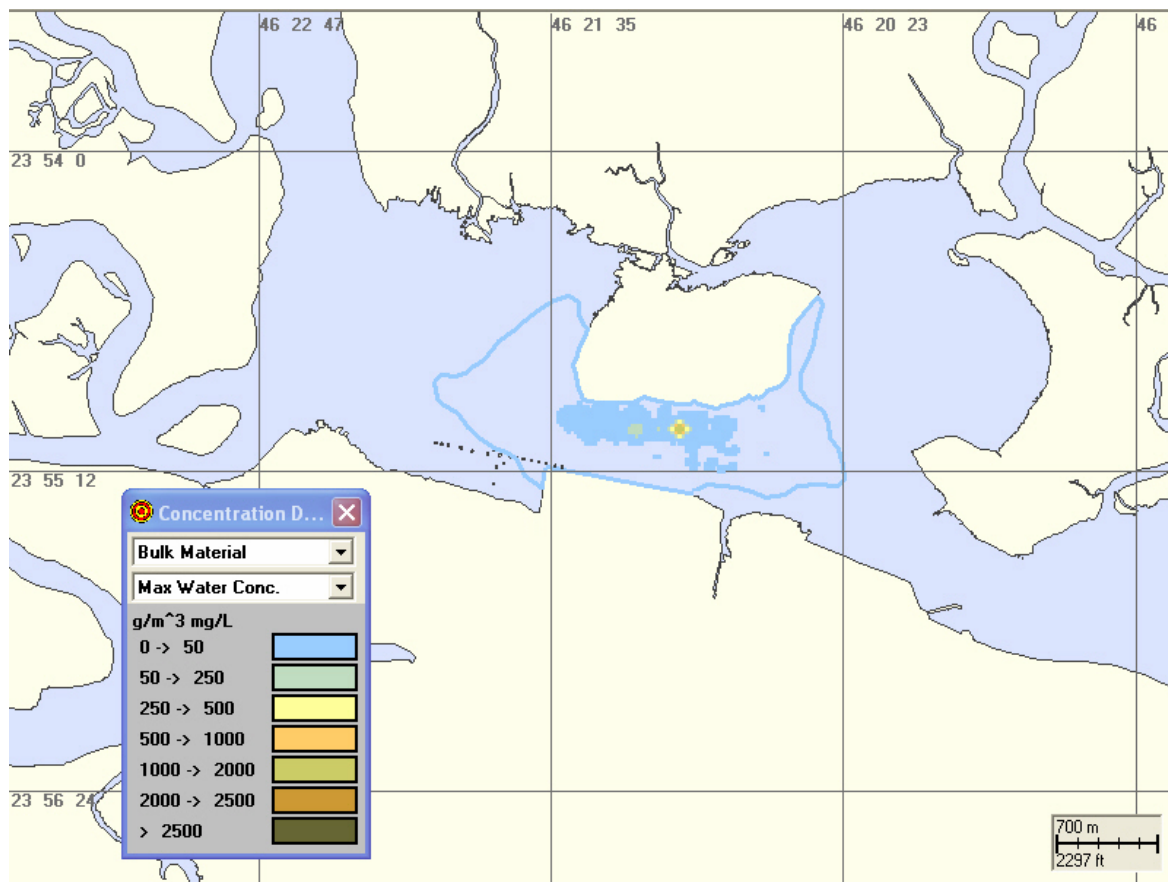 46 22 47
46 21 35
46 20 23
46
23 54 0
23 55 12
23 56 24
Concentration D...
Bulk Material
Max Water Conc.
g/m^3 mg/L
0 -> 50
50 -> 250
250 -> 500
500 -> 1000
1000 -> 2000
2000 -> 2500
> 2500
700 m
2297 ft